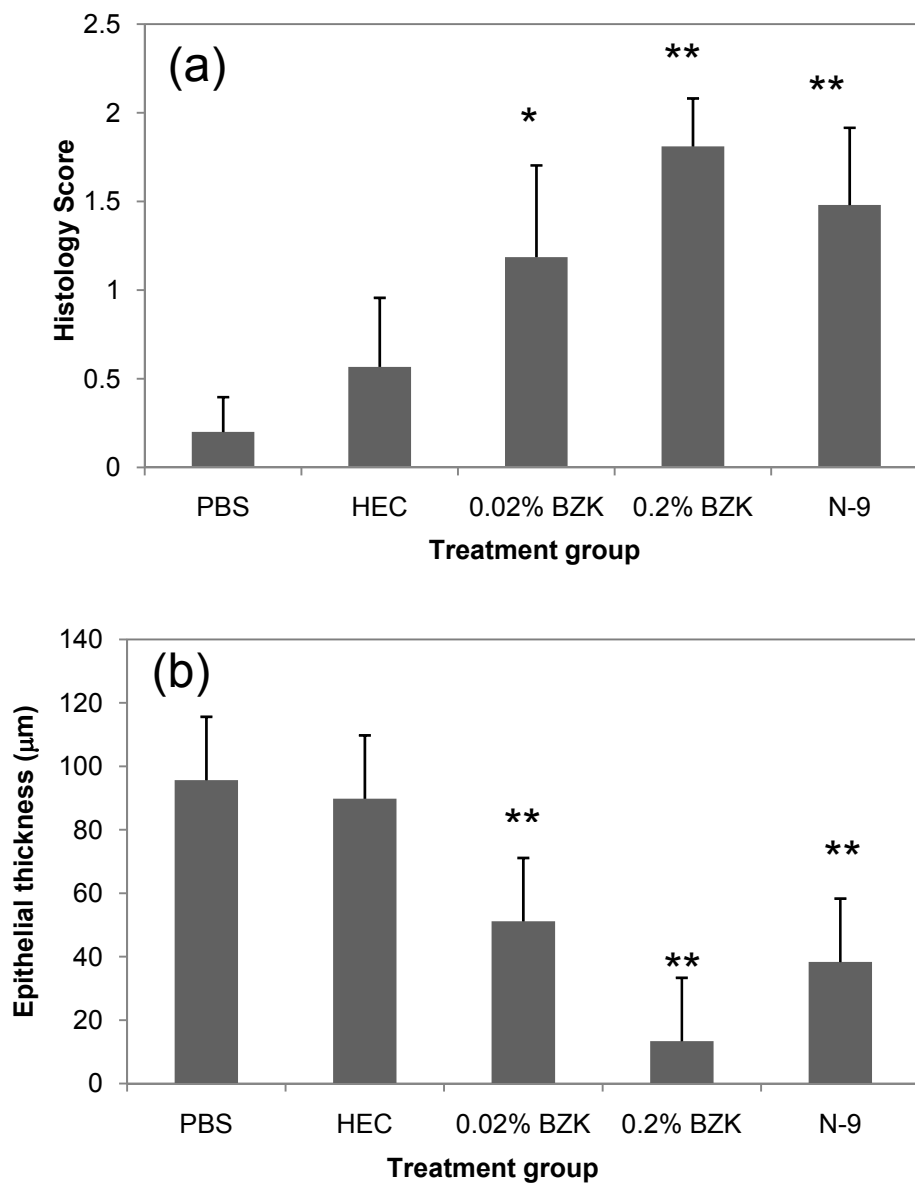 (a)
Histology Score
2.5
2
1.5
1
0.5
0
*
**
**
PBS HEC 0.02% BZK 0.2% BZK N-9
Treatment group
(b)
Epithelial thickness (μm)
140
120
100
80
60
40
20
0
**
**
**
PBS HEC 0.02% BZK 0.2% BZK N-9
Treatment group